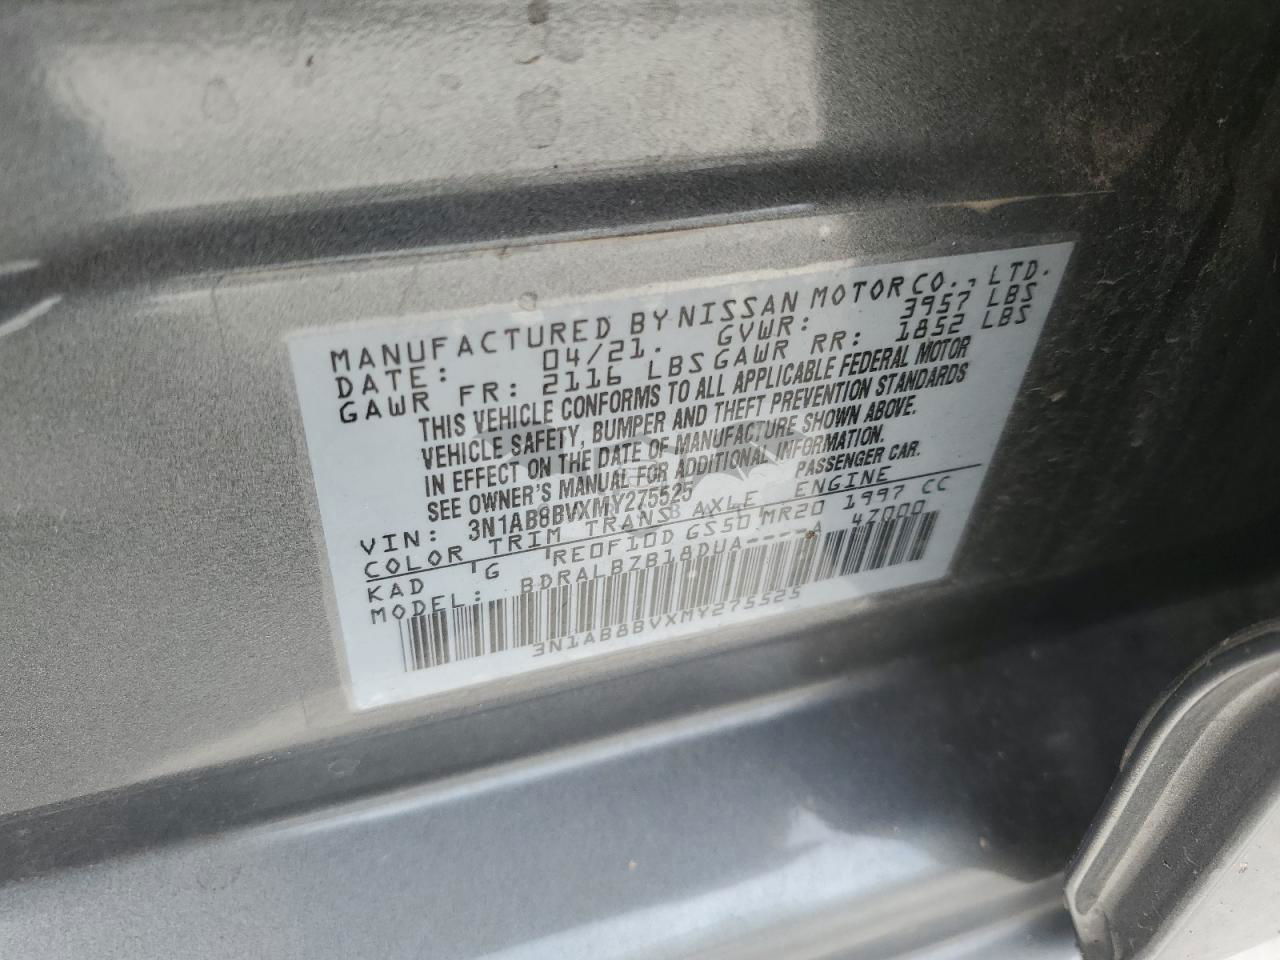 MANUFACTURED BY NISSAN MOTOR CO., LTD.
DATE: 04/21. GVWR: 3957 LBS
GAWR FR: 2116 LBS GAWR RR: 1852 LBS
THIS VEHICLE CONFORMS TO ALL APPLICABLE FEDERAL MOTOR
VEHICLE SAFETY, BUMPER AND THEFT PREVENTION STANDARDS
IN EFFECT ON THE DATE OF MANUFACTURE SHOWN ABOVE.
SEE OWNER'S MANUAL FOR ADDITIONAL INFORMATION.
VIN: 3N1AB8BVXMY275525 PASSENGER CAR.
COLOR TRIM TRANS AXLE ENGINE
KAD G RE0F10D GS50 MR20 1997 CC
MODEL: BDRALBZB18DUA----A 4Z000
3N1AB8BVXMY275525